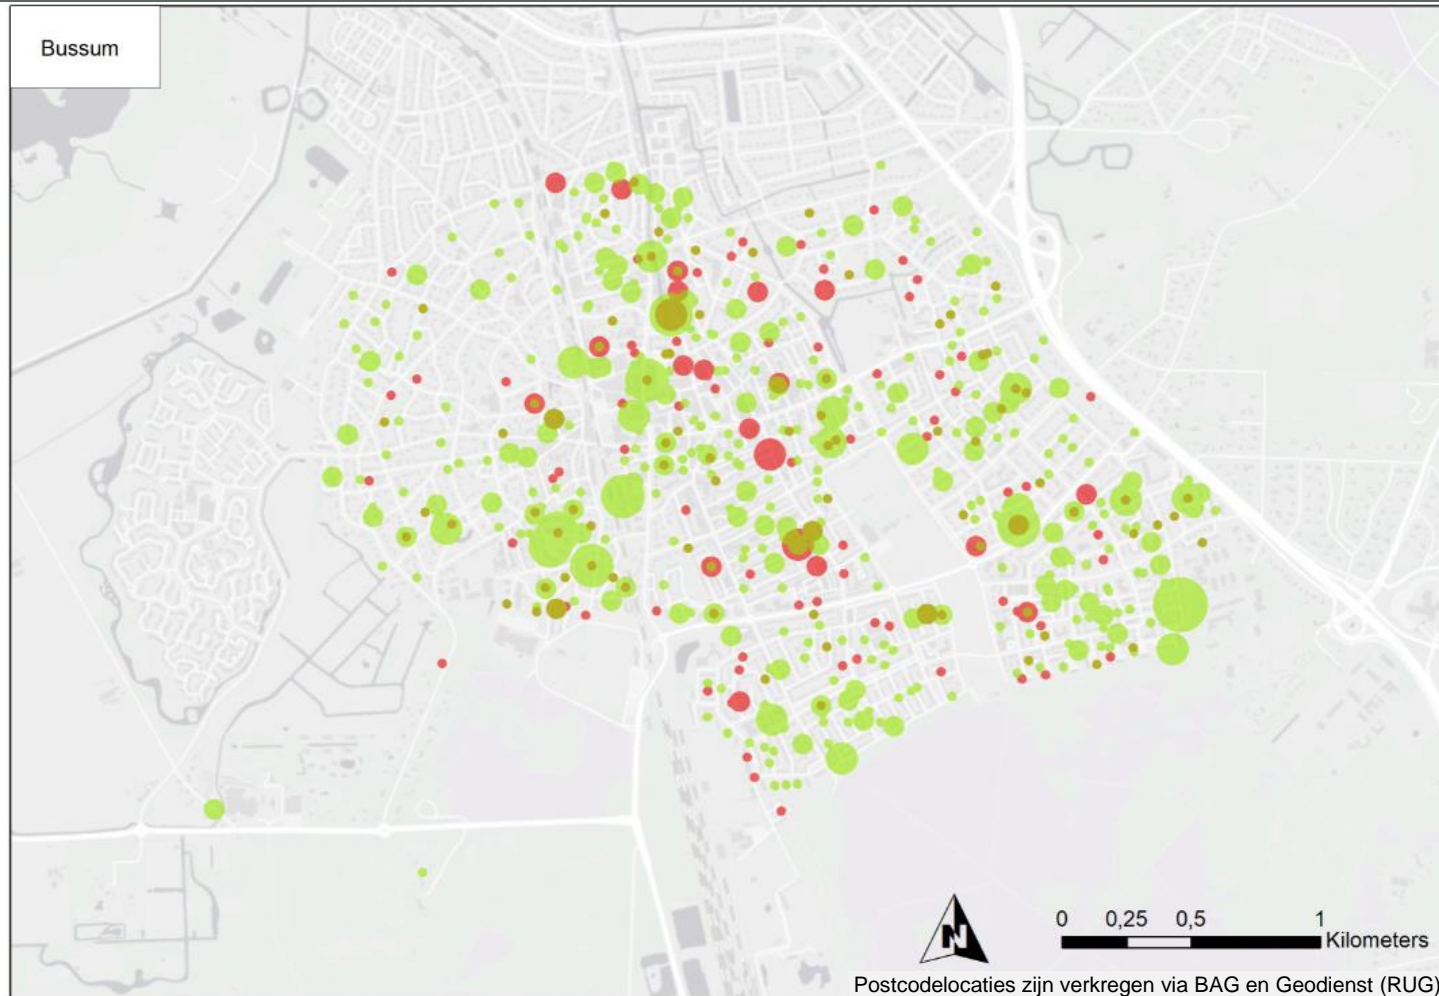 Bussum
N
0 0,25 0,5 1
Kilometers
Postcodelocaties zijn verkregen via BAG en Geodienst (RUG)